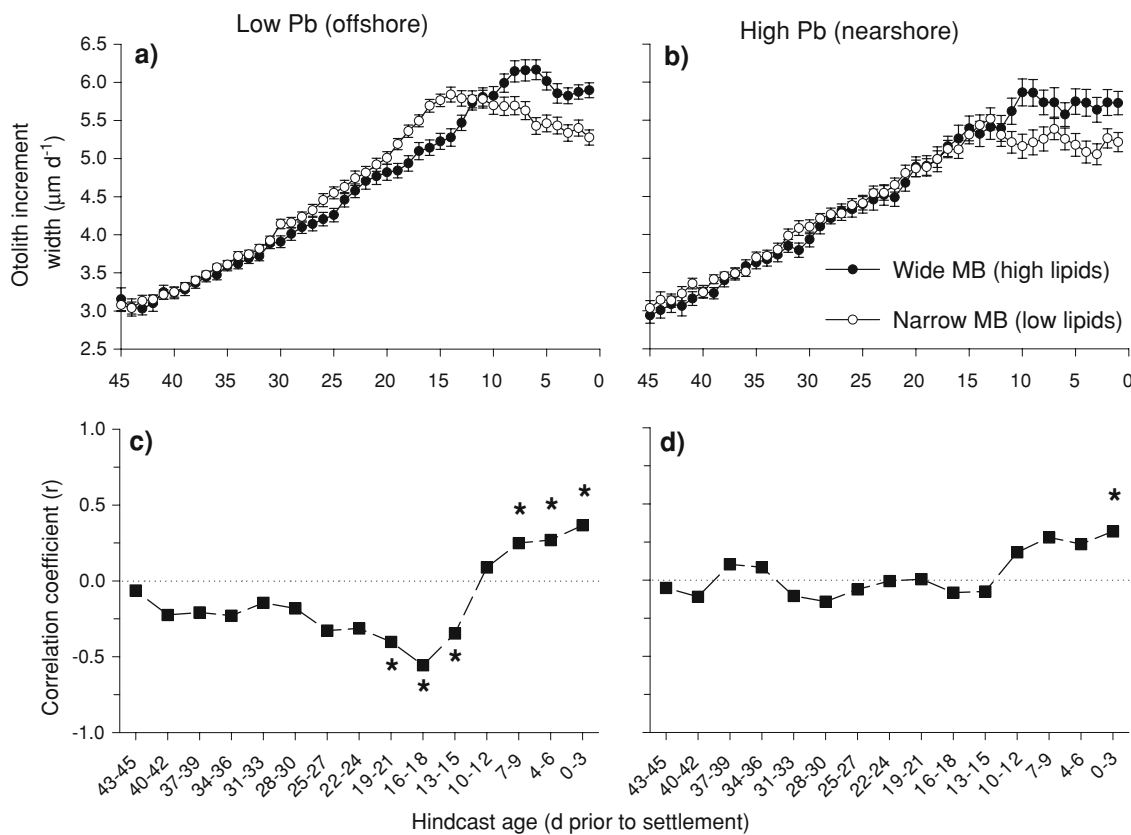 Low Pb (offshore)
High Pb (nearshore)
a)
b)
6.5
6.0
5.5
5.0
4.5
4.0
3.5
3.0
2.5
Otolith increment
width (µm d⁻¹)
Wide MB (high lipids)
Narrow MB (low lipids)
45 40 35 30 25 20 15 10 5 0
45 40 35 30 25 20 15 10 5 0
c)
d)
1.0
0.5
0.0
-0.5
-1.0
Correlation coefficient (r)
* * * * * *
*
43-45 40-42 37-39 34-36 31-33 28-30 25-27 22-24 19-21 16-18 13-15 10-12 7-9 4-6 0-3
43-45 40-42 37-39 34-36 31-33 28-30 25-27 22-24 19-21 16-18 13-15 10-12 7-9 4-6 0-3
Hindcast age (d prior to settlement)